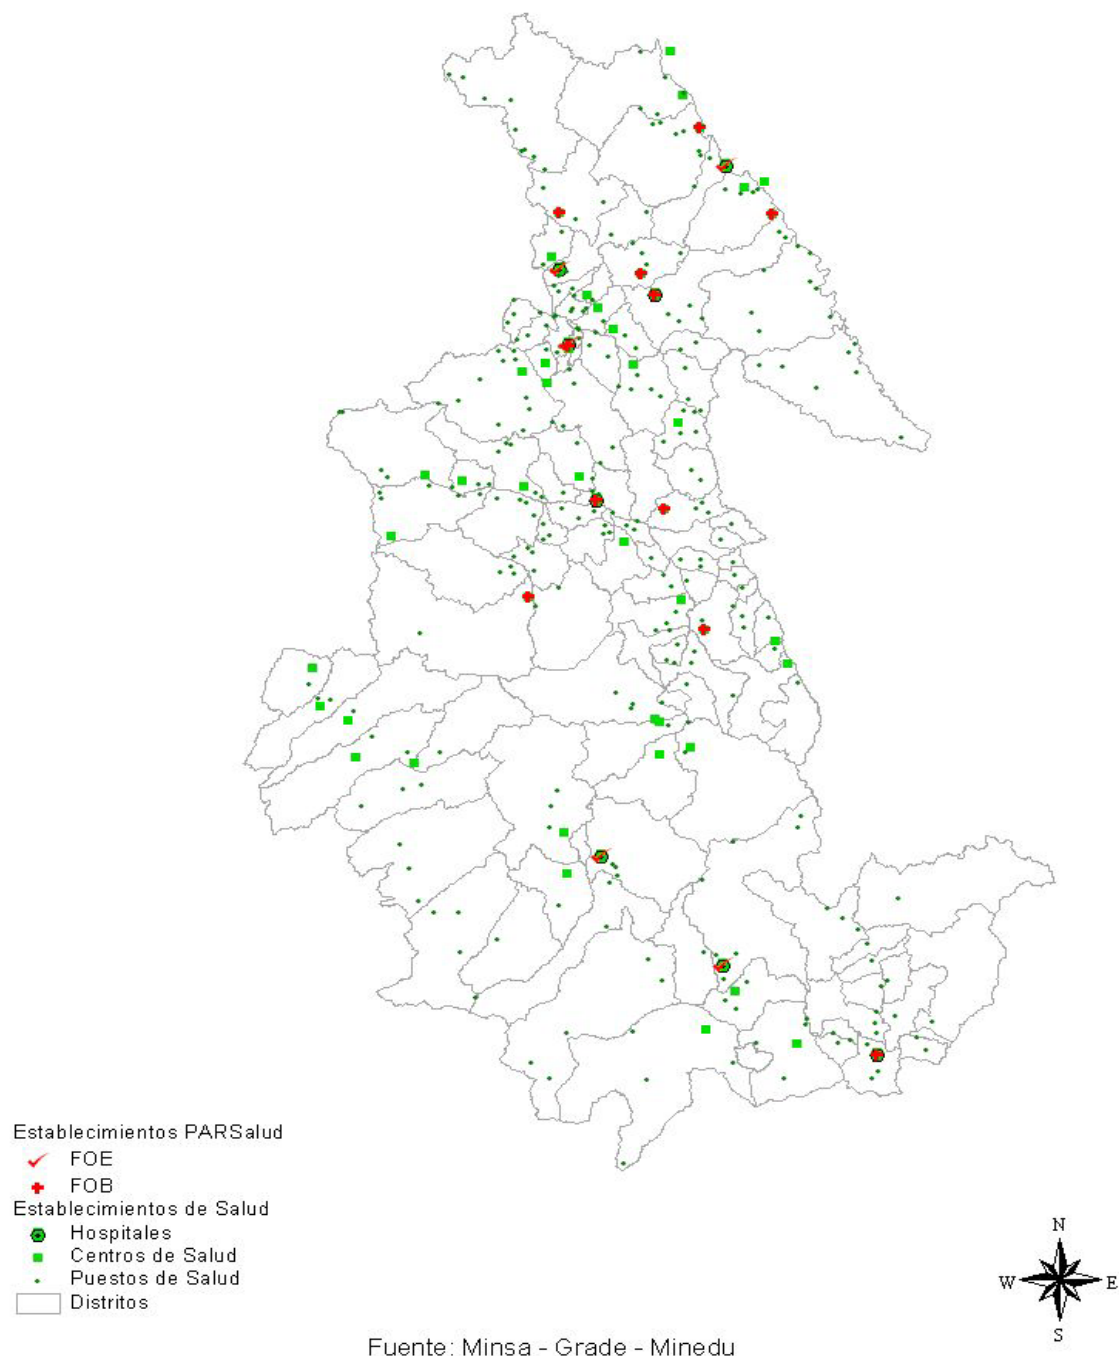 Establecimientos PARSalud
FOE
FOB
Establecimientos de Salud
Hospitales
Centros de Salud
Puestos de Salud
Distritos
N
W E
S
Fuente: Minsa - Grade - Minedu